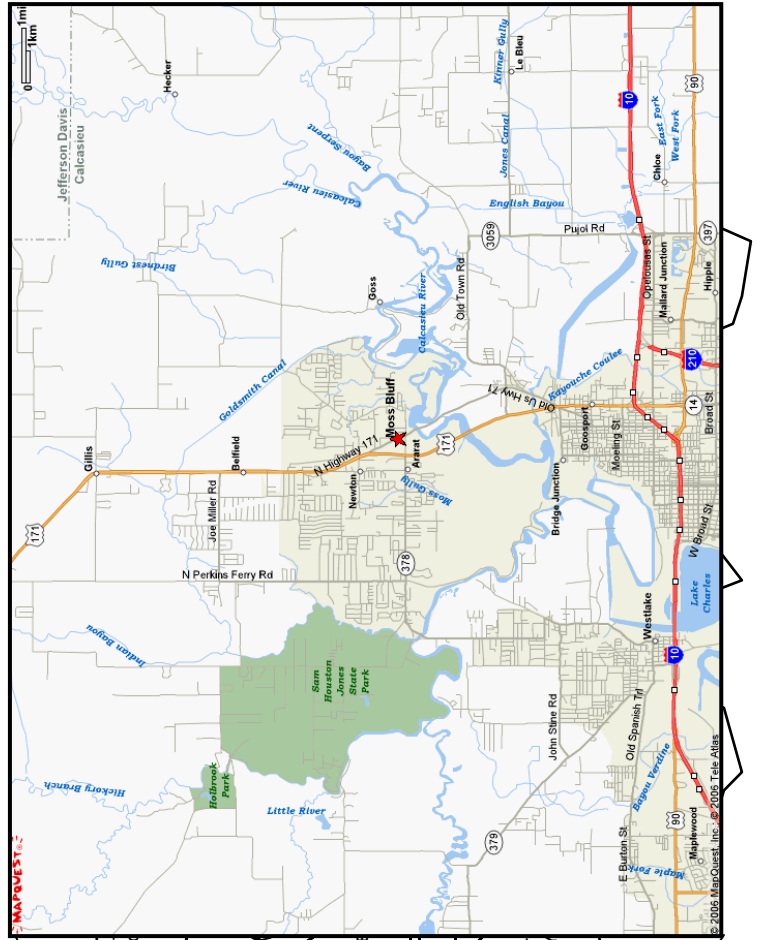 1mi
1km
0
Jefferson Davis
Calcasieu
Hecker
Kinner Gully
Le Bleu
10
90
Bayou Serpent
Calcasieu River
Jones Canal
East Fork
West Fork
Chloe
English Bayou
Pujol Rd
3059
397
Birdnest Gully
Goss
Old Town Rd
Calcasieu River
Opelousas St
Mallard Junction
Hipple
Goldsmith Canal
Kayouche Coulee
210
Moss Bluff
Old Us Hwy 71
Goosport
14
Broad St
Moeling St
Gillis
Belfield
N Highway 171
171
Ararat
Newton
Moss Gully
Bridge Junction
171
Joe Miller Rd
N Perkins Ferry Rd
378
W Broad St
Lake
Charles
Westlake
Indian Bayou
Sam
Houston
Jones
State
Park
10
John Stine Rd
Old Spanish Trl
Holbrook
Park
Hickory Branch
Little River
Bayou Verdine
379
90
E Burton St
Maplewood
Maple Fork
MAPQUEST
© 2006 MapQuest, Inc.; © 2006 Tele Atlas